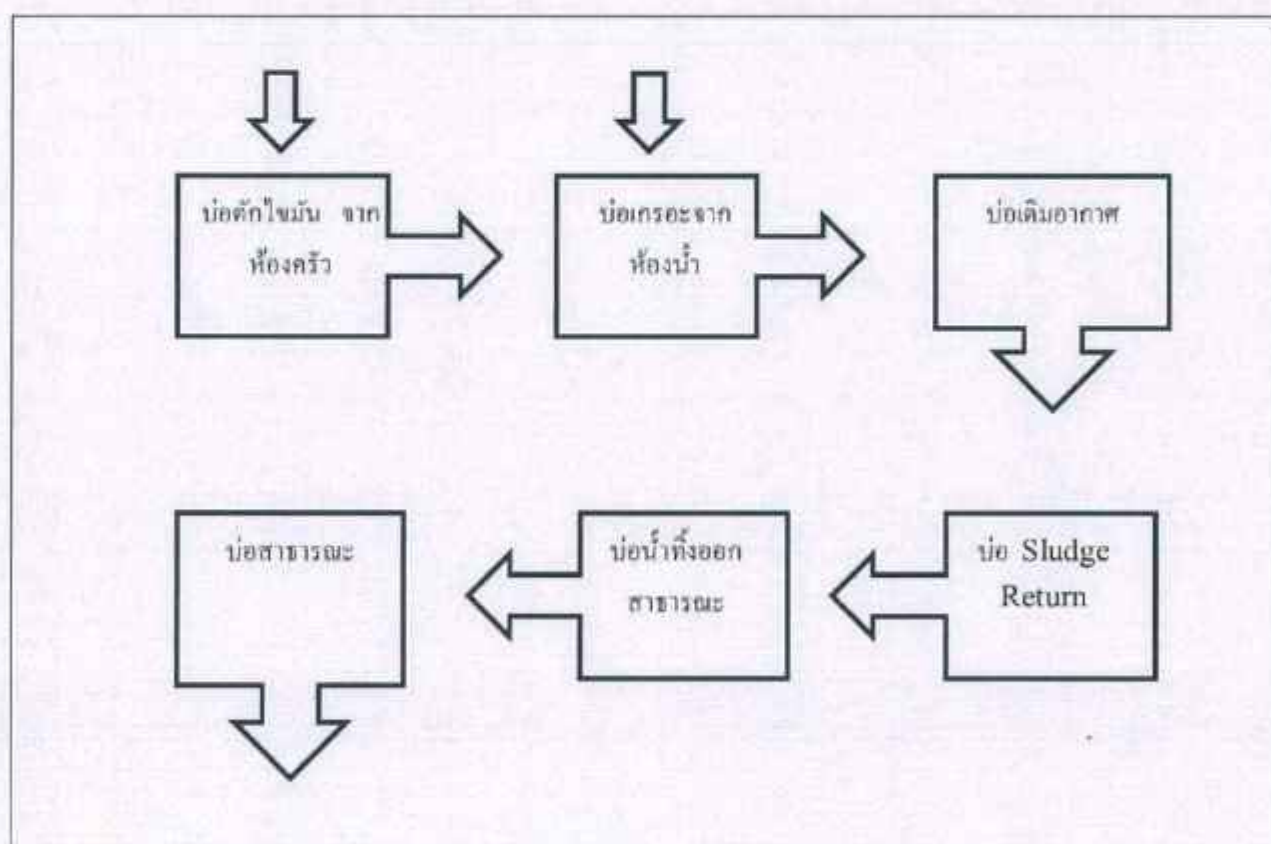 บ่อดักไขมัน จาก
ห้องครัว
บ่อเกรอะจาก
ห้องน้ำ
บ่อเติมอากาศ
บ่อสาธารณะ
บ่อน้ำทิ้งออก
สาธารณะ
บ่อ Sludge
Return